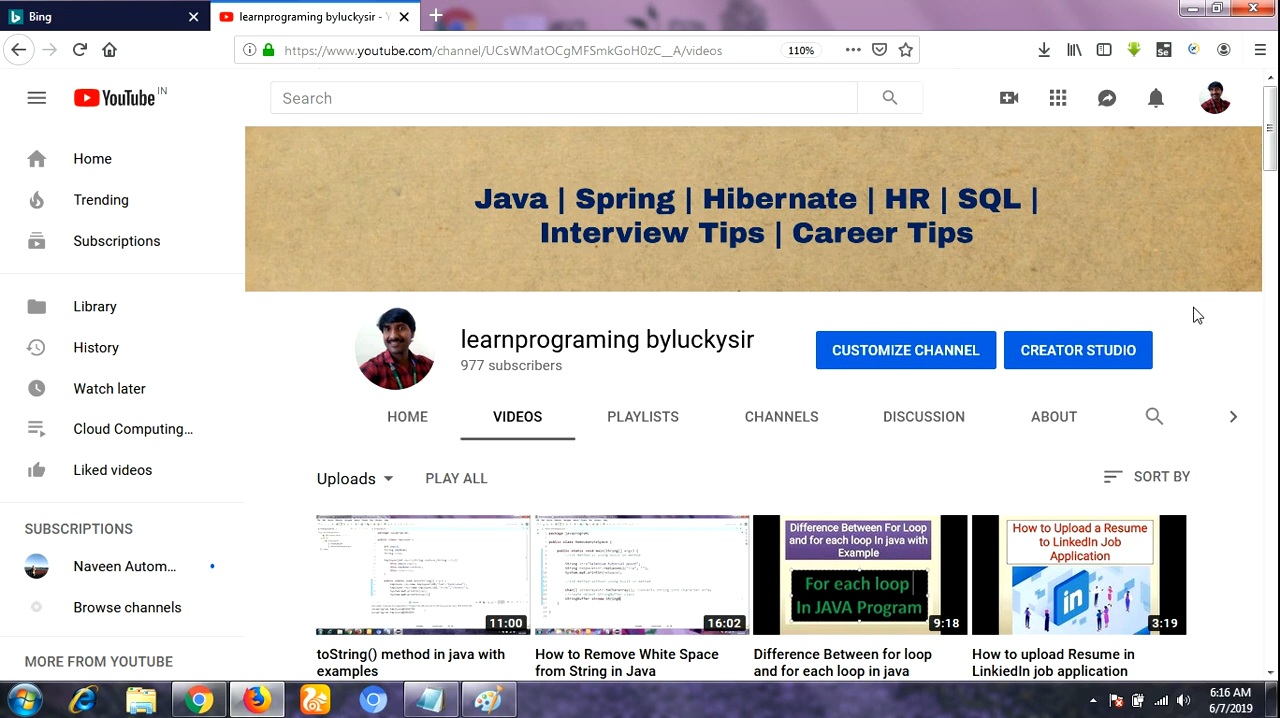 Bing
learnprograming byluckysir -
https://www.youtube.com/channel/UCsWMatOCgMFSmkGoH0zC__A/videos
110%
Se
YouTube IN
Search
Home
Trending
Subscriptions
Library
History
Watch later
Cloud Computing...
Liked videos
SUBSCRIPTIONS
Naveen Autom...
Browse channels
MORE FROM YOUTUBE
Java | Spring | Hibernate | HR | SQL |
Interview Tips | Career Tips
learnprograming byluckysir
977 subscribers
CUSTOMIZE CHANNEL
CREATOR STUDIO
HOME
VIDEOS
PLAYLISTS
CHANNELS
DISCUSSION
ABOUT
Uploads
PLAY ALL
SORT BY
11:00
16:02
Difference Between For Loop
and for each loop In java with
Example
For each loop
In JAVA Program
9:18
How to Upload a Resume
to LinkedIn Job
Application
in
3:19
toString() method in java with
examples
How to Remove White Space
from String in Java
Difference Between for loop
and for each loop in java
How to upload Resume in
LinkiedIn job application
6:16 AM
6/7/2019